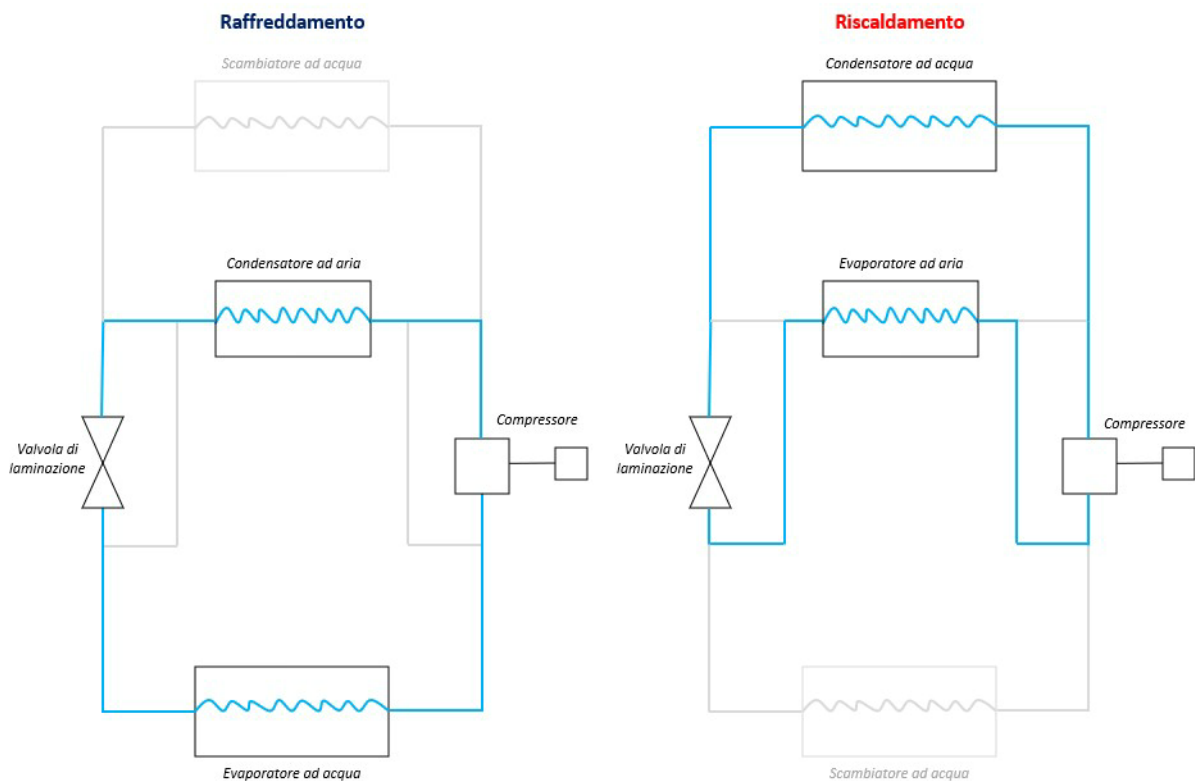 Raffreddamento
Scambiatore ad acqua
Condensatore ad aria
Compressore
Valvola di
laminazione
Evaporatore ad acqua
Riscaldamento
Condensatore ad acqua
Evaporatore ad aria
Compressore
Valvola di
laminazione
Scambiatore ad acqua